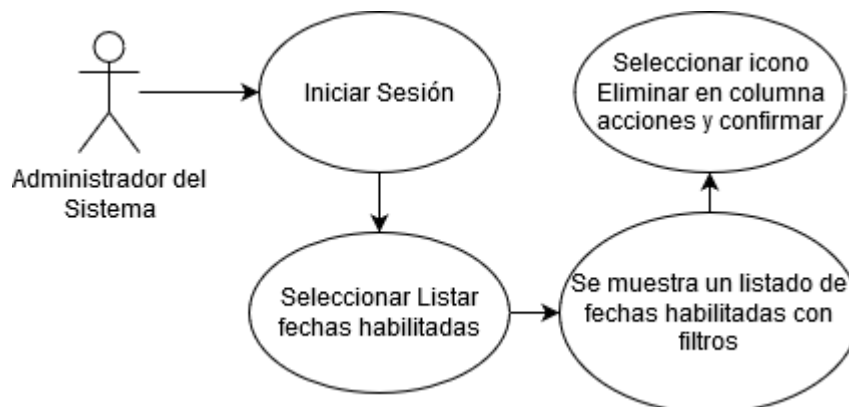 Administrador del
Sistema
Iniciar Sesión
Seleccionar Listar
fechas habilitadas
Se muestra un listado de
fechas habilitadas con
filtros
Seleccionar icono
Eliminar en columna
acciones y confirmar